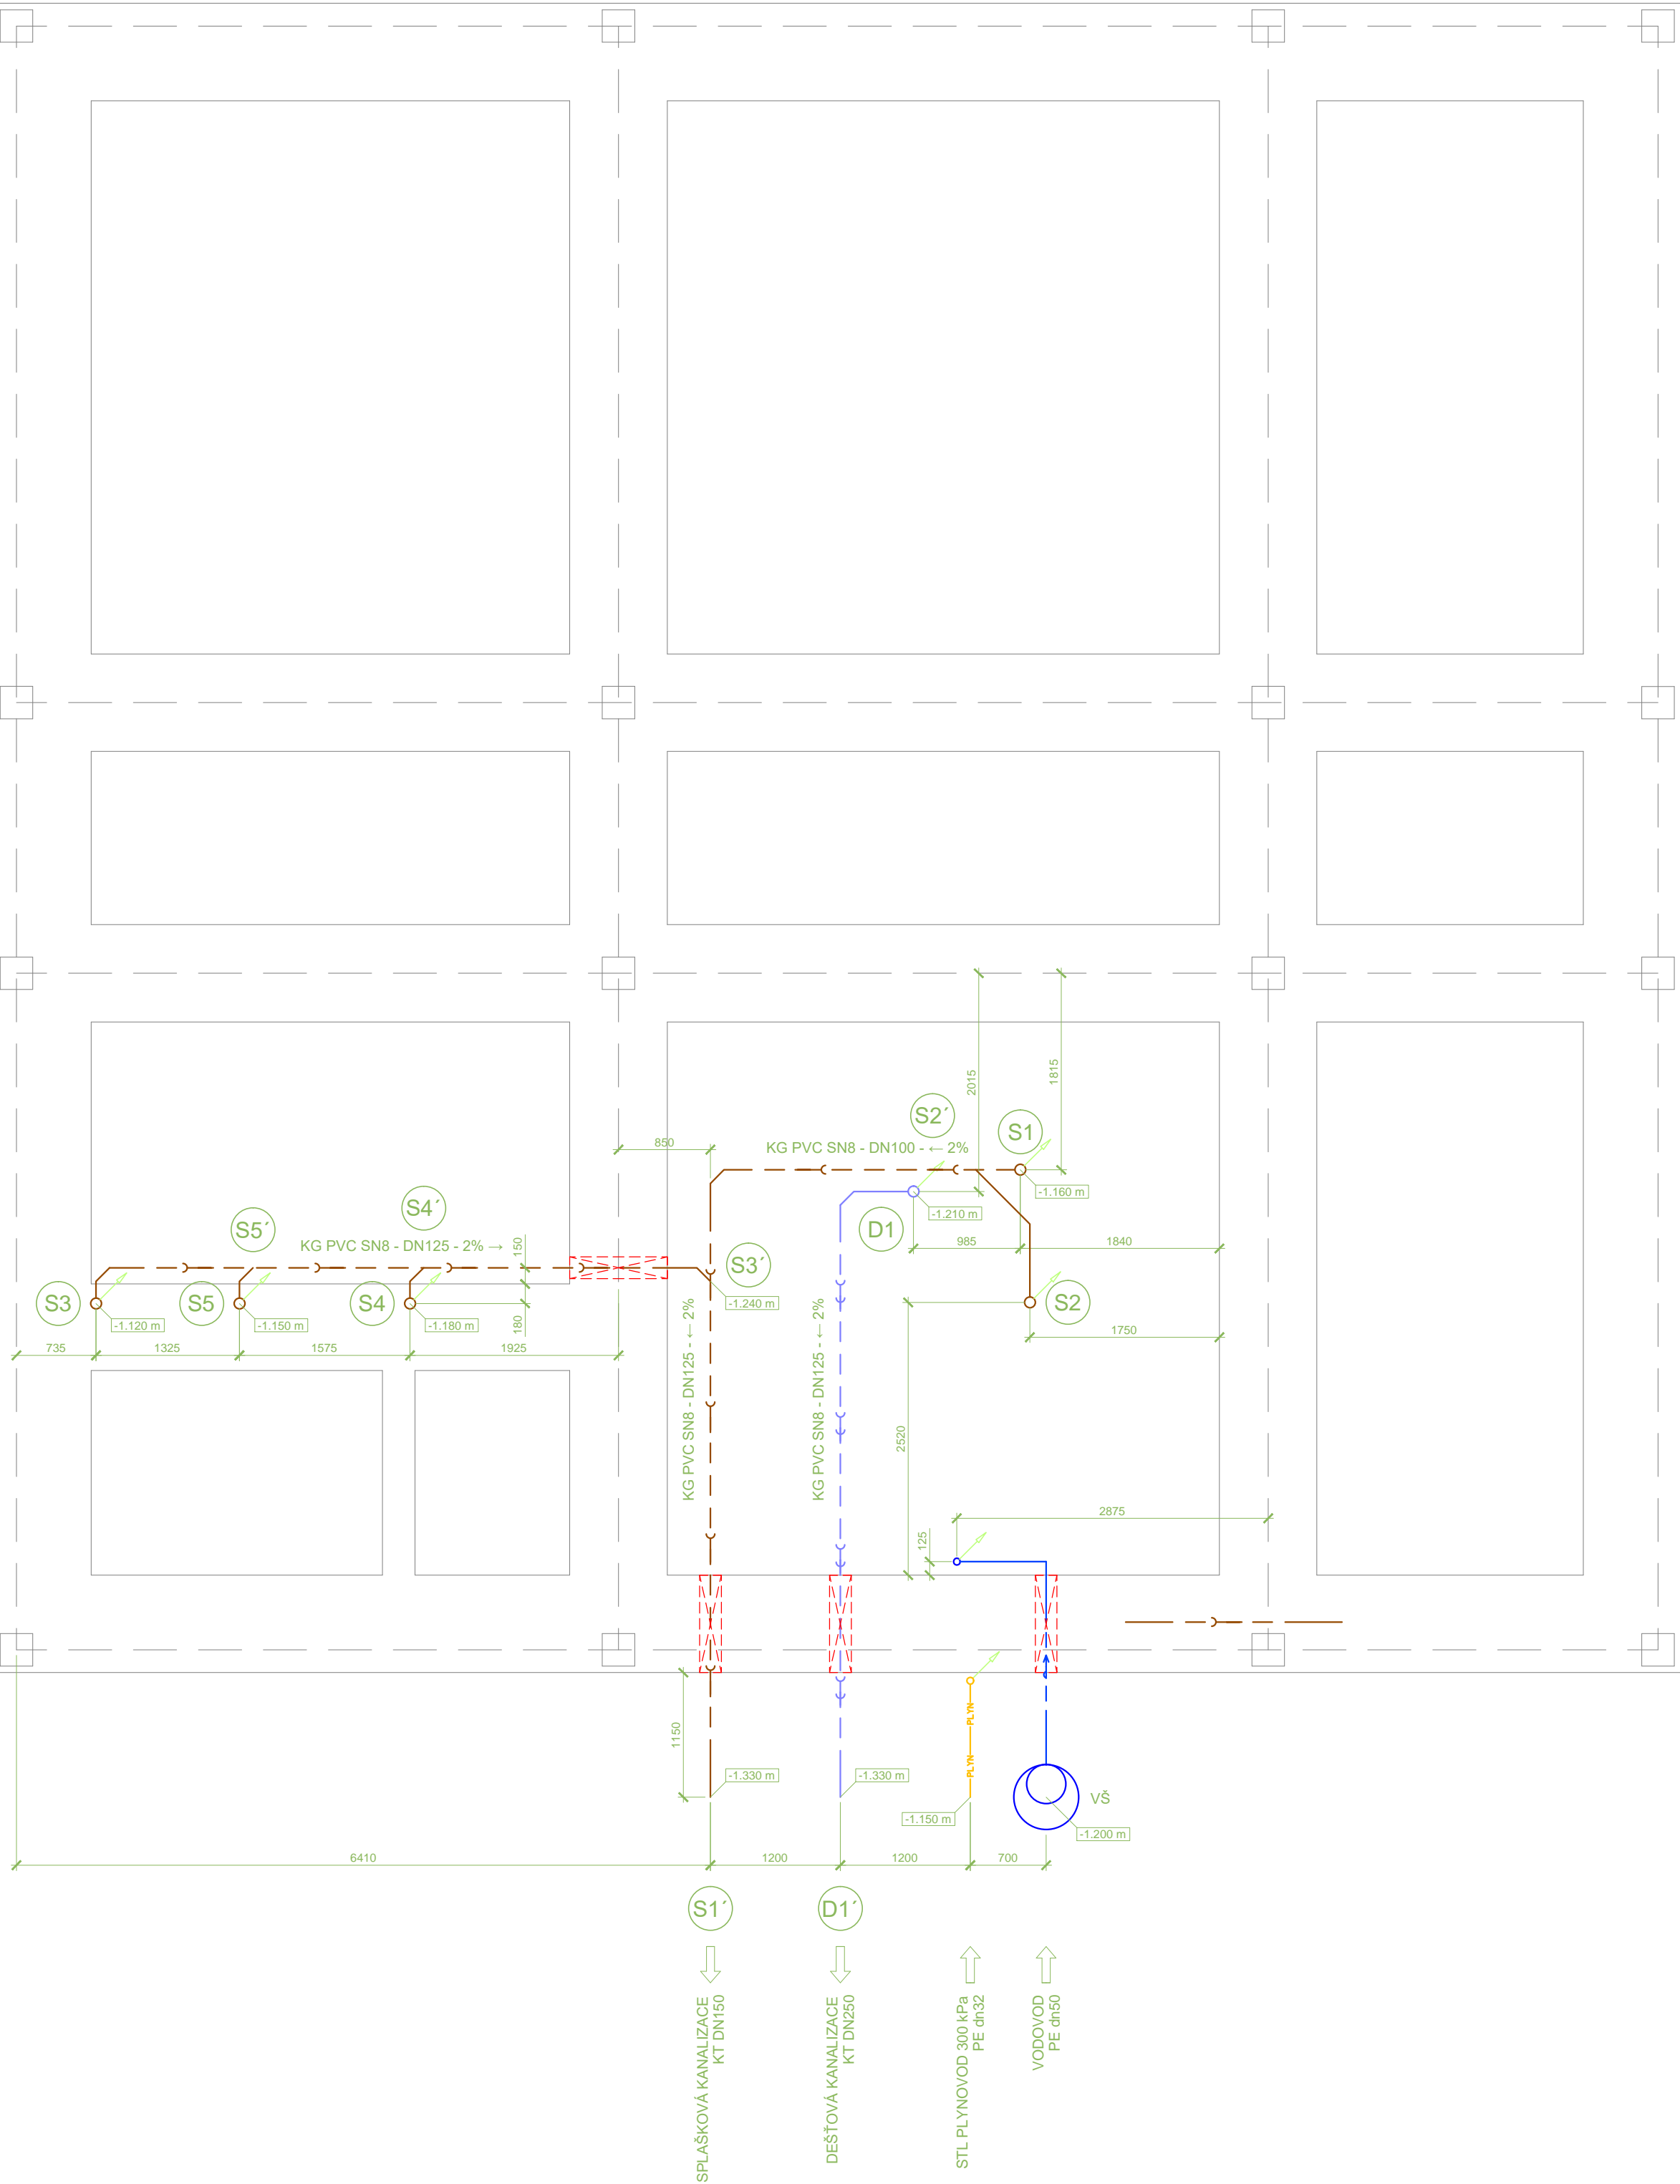 2015
1815
S2´
S1
850
KG PVC SN8 - DN100 - ← 2%
-1.160 m
-1.210 m
S4´
S5´
D1
KG PVC SN8 - DN125 - 2% →
150
985
1840
S3´
S3
S5
S4
S2
-1.240 m
-1.120 m
-1.150 m
-1.180 m
180
735
1325
1575
1925
1750
KG PVC SN8 - DN125 - ← 2%
KG PVC SN8 - DN125 - ← 2%
2520
2875
125
PLYN
PLYN
1150
-1.330 m
-1.330 m
-1.150 m
VŠ
-1.200 m
6410
1200
1200
700
S1´
D1´
SPLAŠKOVÁ KANALIZACE
KT DN150
DEŠŤOVÁ KANALIZACE
KT DN250
STL PLYNOVOD 300 kPa
PE dn32
VODOVOD
PE dn50